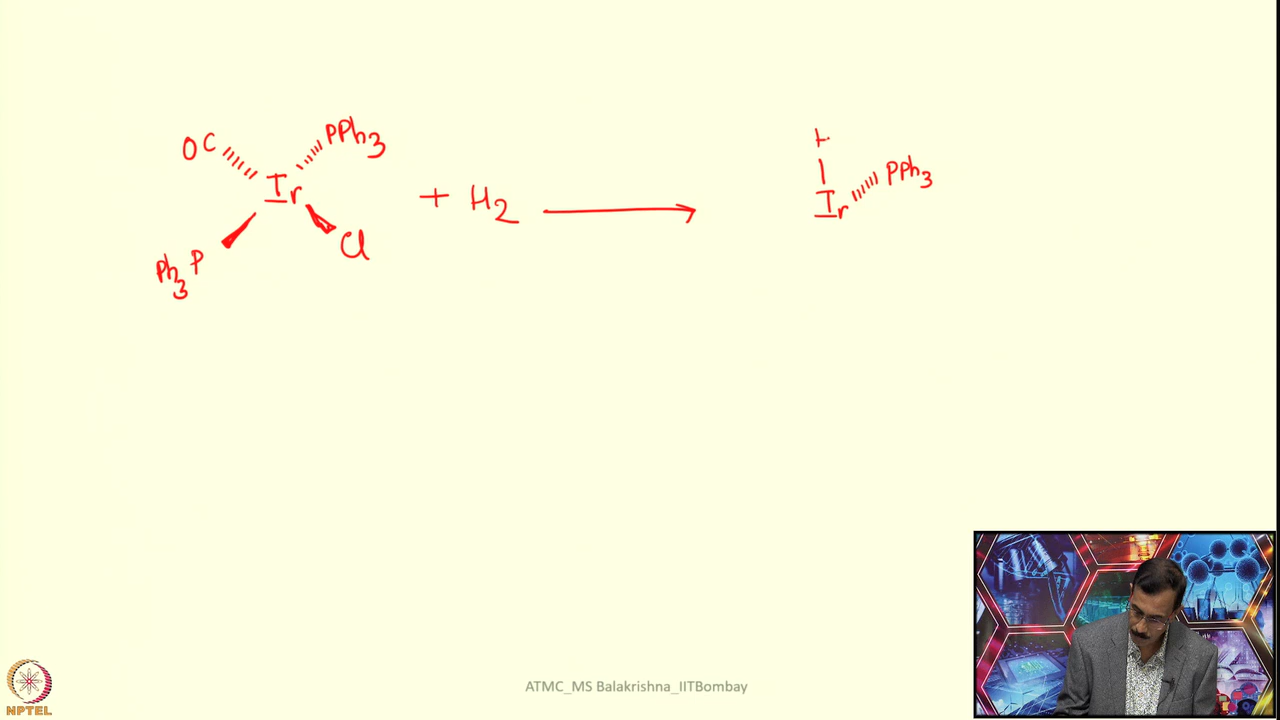 OC PPh3
Ir
Ph3P Cl
+ H2
H
Ir PPh3
ATMC_MS Balakrishna_IITBombay
NPTEL